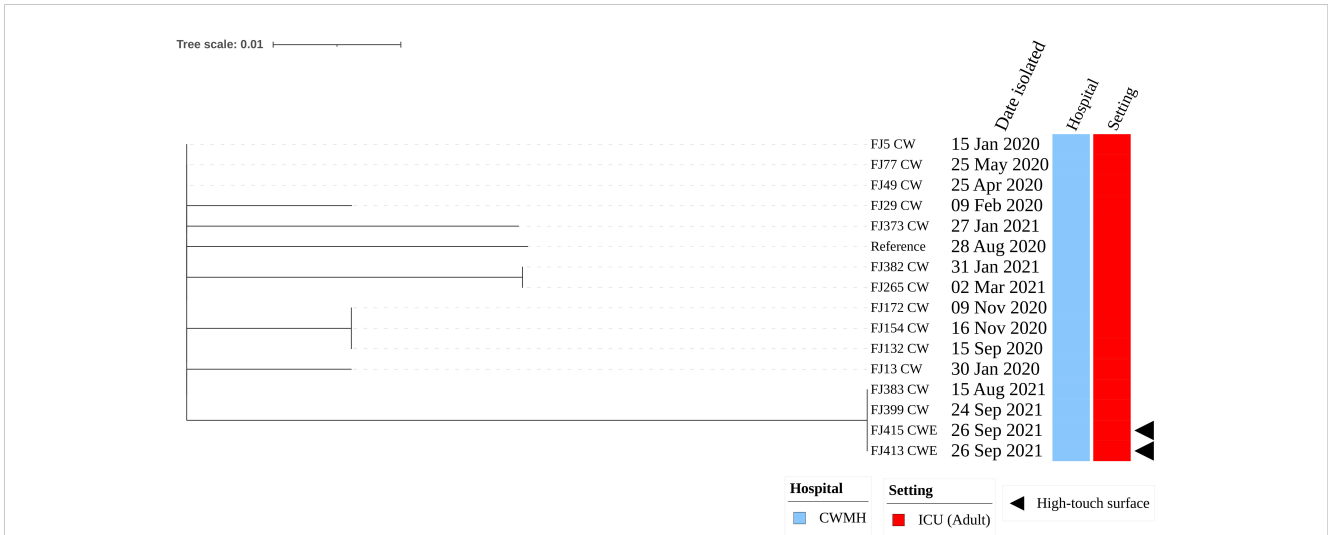 Tree scale: 0.01
Date isolated
Hospital
Setting
FJ5 CW 15 Jan 2020
FJ77 CW 25 May 2020
FJ49 CW 25 Apr 2020
FJ29 CW 09 Feb 2020
FJ373 CW 27 Jan 2021
Reference 28 Aug 2020
FJ382 CW 31 Jan 2021
FJ265 CW 02 Mar 2021
FJ172 CW 09 Nov 2020
FJ154 CW 16 Nov 2020
FJ132 CW 15 Sep 2020
FJ13 CW 30 Jan 2020
FJ383 CW 15 Aug 2021
FJ399 CW 24 Sep 2021
FJ415 CWE 26 Sep 2021
FJ413 CWE 26 Sep 2021
Hospital
CWMH
Setting
ICU (Adult)
High-touch surface